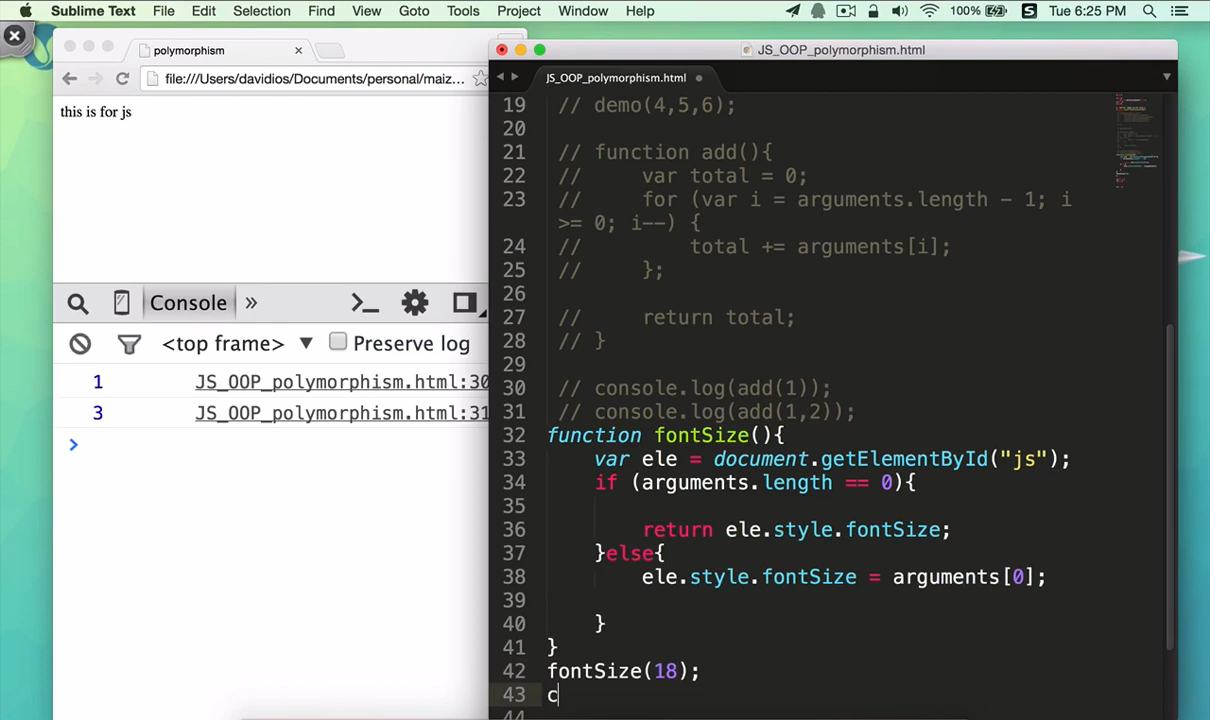 Sublime Text File Edit Selection Find View Goto Tools Project Window Help 100% S Tue 6:25 PM
polymorphism
file:///Users/davidios/Documents/personal/maiz...
this is for js
Console »
<top frame> ▼ Preserve log
1 JS_OOP_polymorphism.html:30
3 JS_OOP_polymorphism.html:31
>
JS_OOP_polymorphism.html
JS_OOP_polymorphism.html
19 // demo(4,5,6);
20
21 // function add(){
22 //     var total = 0;
23 //     for (var i = arguments.length - 1; i
>= 0; i--) {
24 //         total += arguments[i];
25 //     };
26
27 //     return total;
28 // }
29
30 // console.log(add(1));
31 // console.log(add(1,2));
32 function fontSize(){
33     var ele = document.getElementById("js");
34     if (arguments.length == 0){
35
36         return ele.style.fontSize;
37     }else{
38         ele.style.fontSize = arguments[0];
39
40     }
41 }
42 fontSize(18);
43 c
44